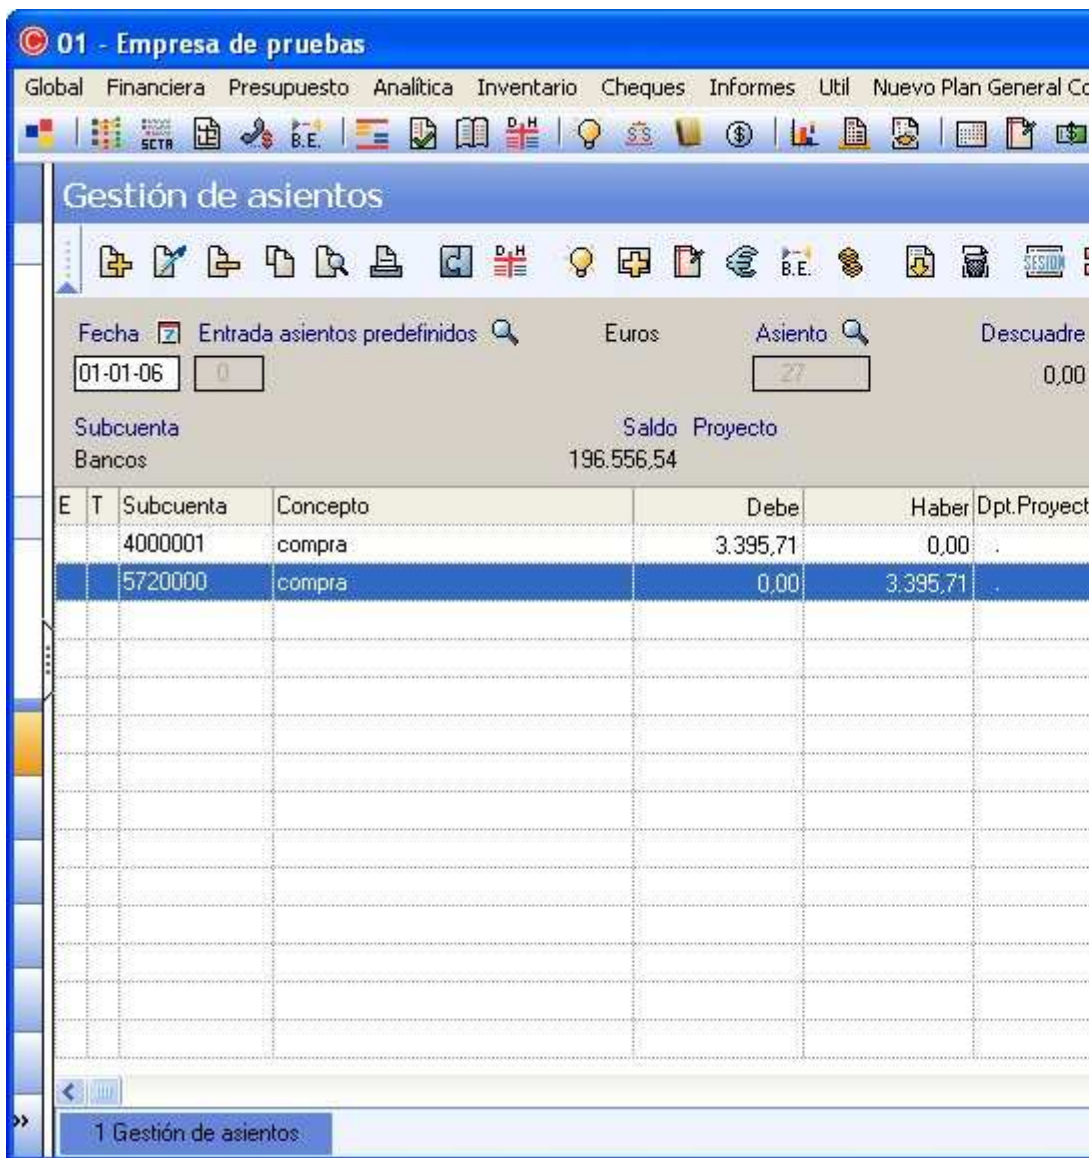 01 - Empresa de pruebas
Global Financiera Presupuesto Analítica Inventario Cheques Informes Util Nuevo Plan General Co
SCTA B.E. D H
Gestión de asientos
D H B.E. SESION
Fecha 7 Entrada asientos predefinidos Euros Asiento Descuadre
01-01-06 0 27 0,00
Subcuenta Saldo Proyecto
Bancos 196.556,54
E T Subcuenta Concepto Debe Haber Dpt.Proyect
4000001 compra 3.395,71 0,00 .
5720000 compra 0,00 3.395,71 .
1 Gestión de asientos